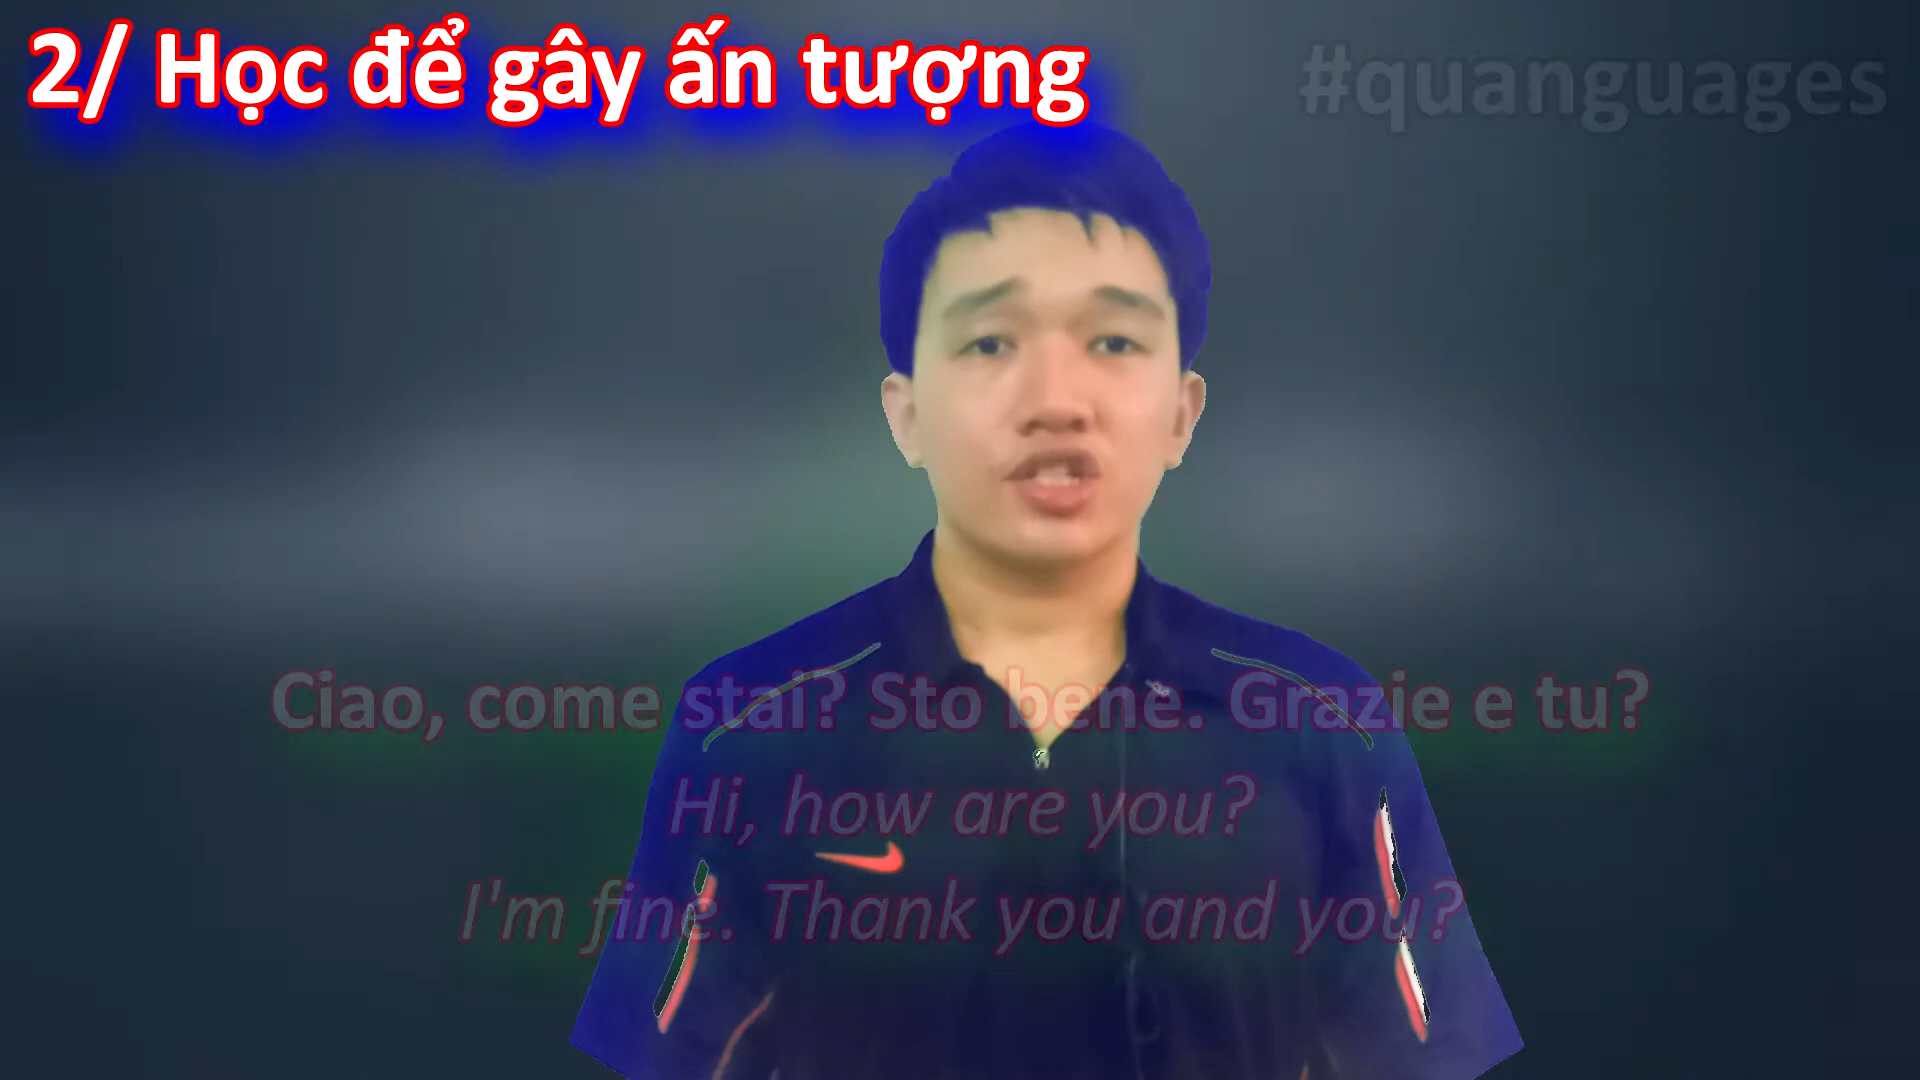 2/ Học để gây ấn tượng
#quanguages
Ciao, come stai? Sto bene. Grazie e tu?
Hi, how are you?
I'm fine. Thank you and you?